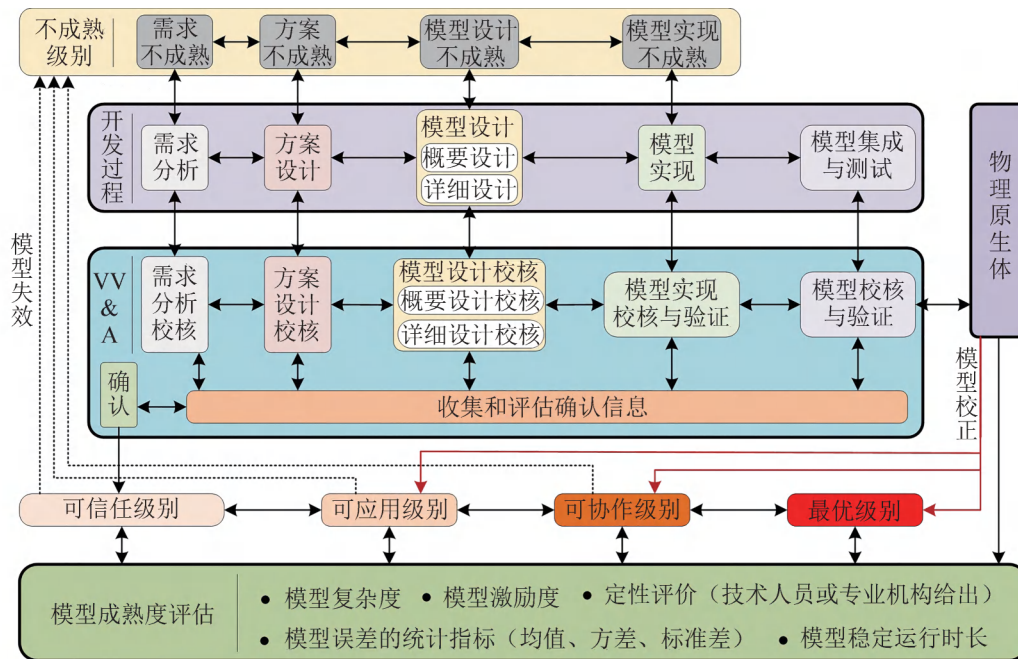 不成熟
级别
需求
不成熟
方案
不成熟
模型设计
不成熟
模型实现
不成熟
开发过程
需求
分析
方案
设计
模型设计
概要设计
详细设计
模型
实现
模型集成
与测试
物理原生体
模型失效
VV
&
A
需求
分析
校核
方案
设计
校核
模型设计校核
概要设计校核
详细设计校核
模型实现
校核与验证
模型校核
与验证
确认
收集和评估确认信息
模型校正
可信任级别
可应用级别
可协作级别
最优级别
模型成熟度评估
● 模型复杂度 ● 模型激励度 ● 定性评价（技术人员或专业机构给出）
● 模型误差的统计指标（均值、方差、标准差） ● 模型稳定运行时长